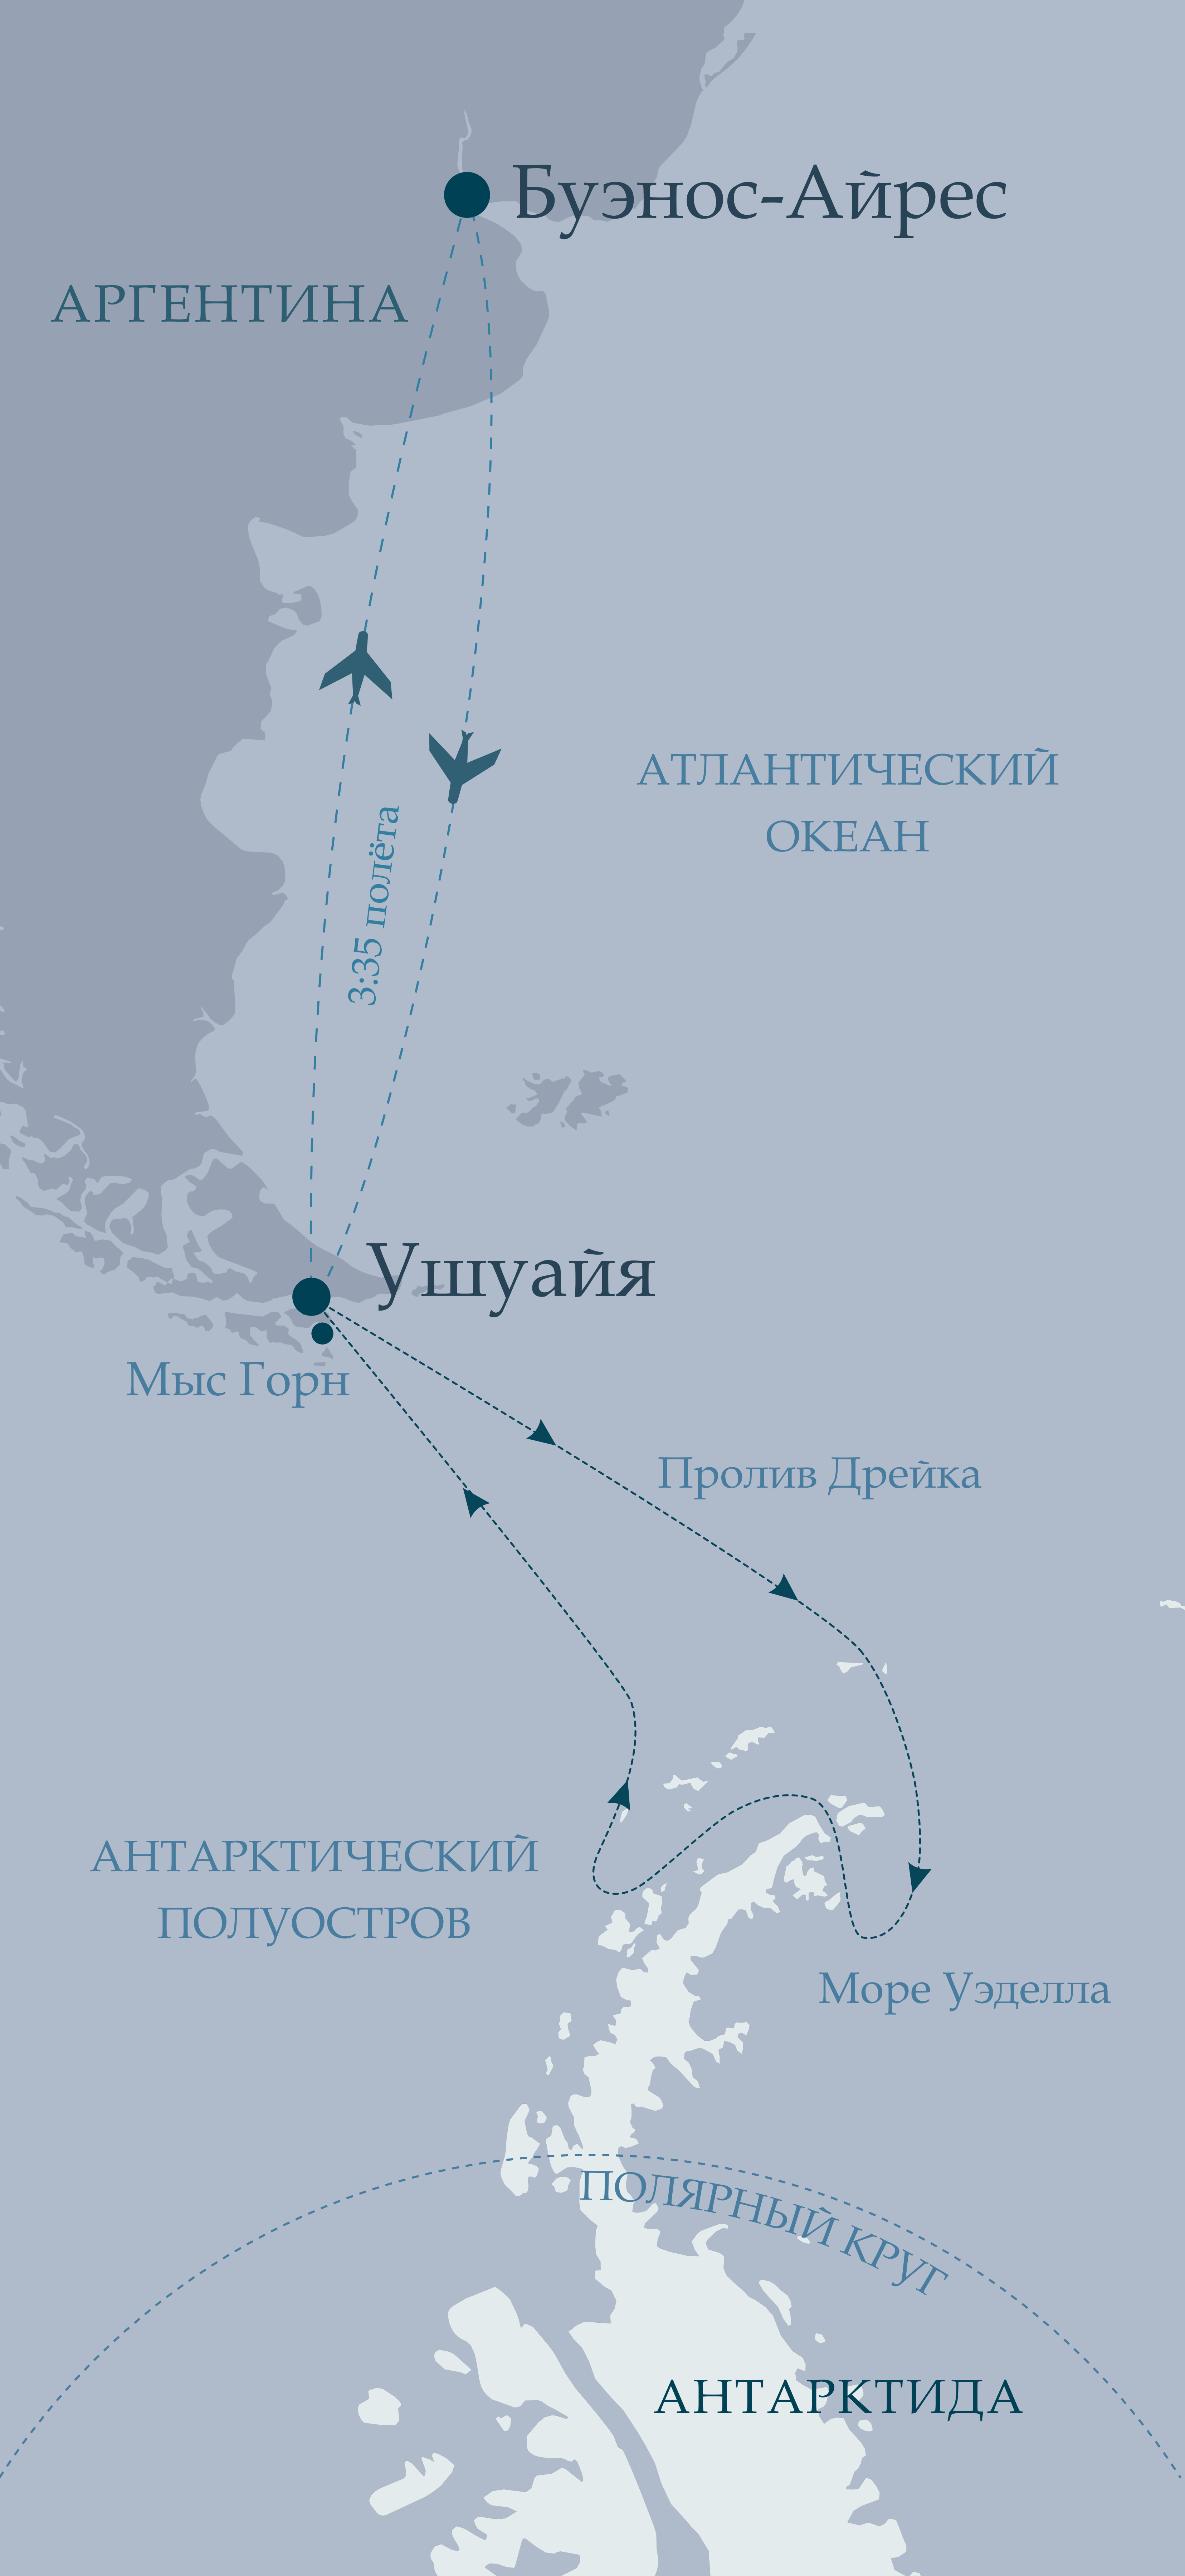 Буэнос-Айрес
АРГЕНТИНА
АТЛАНТИЧЕСКИЙ
ОКЕАН
3:35 полёта
Ушуайя
Мыс Горн
Пролив Дрейка
АНТАРКТИЧЕСКИЙ
ПОЛУОСТРОВ
Море Уэделла
ПОЛЯРНЫЙ КРУГ
АНТАРКТИДА